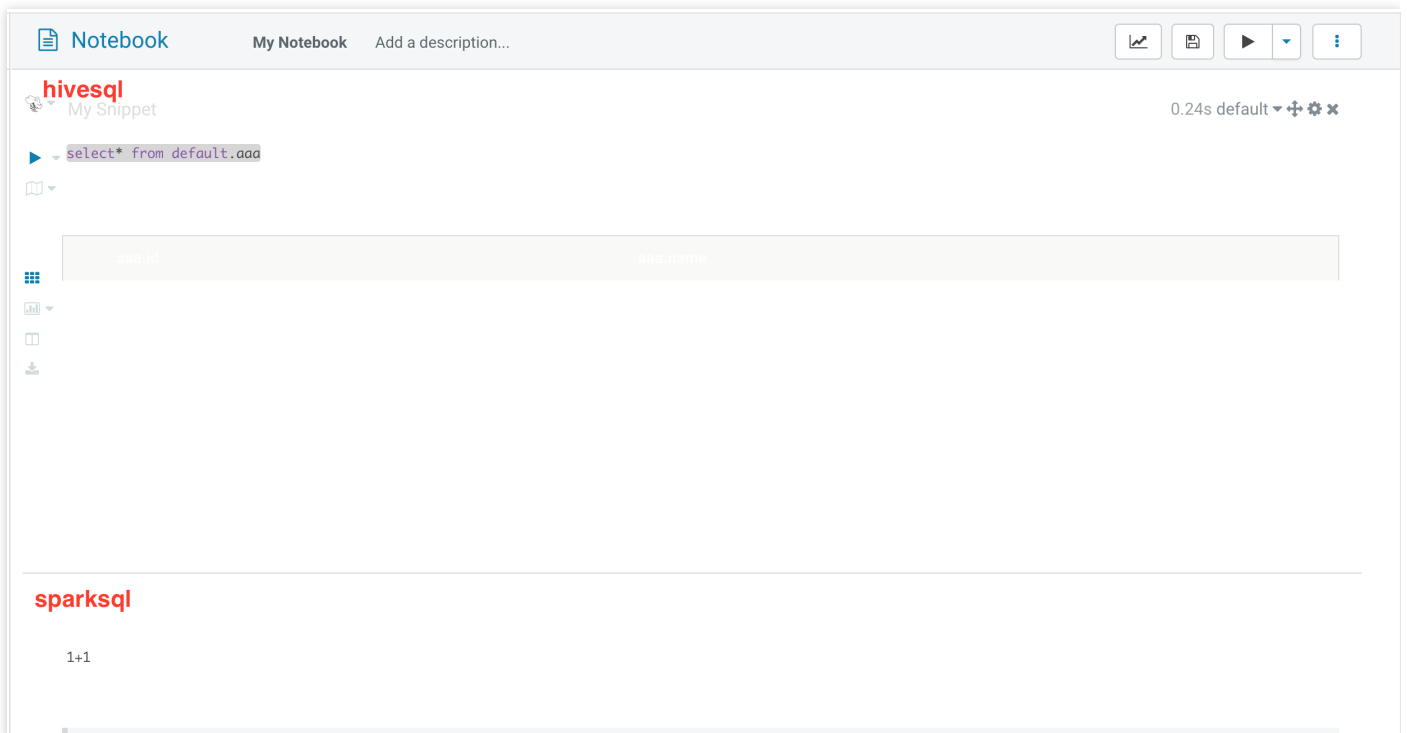 Notebook My Notebook Add a description...
hivesql
My Snippet
0.24s default
select* from default.aaa
aaa.id aaa.name
sparksql
1+1